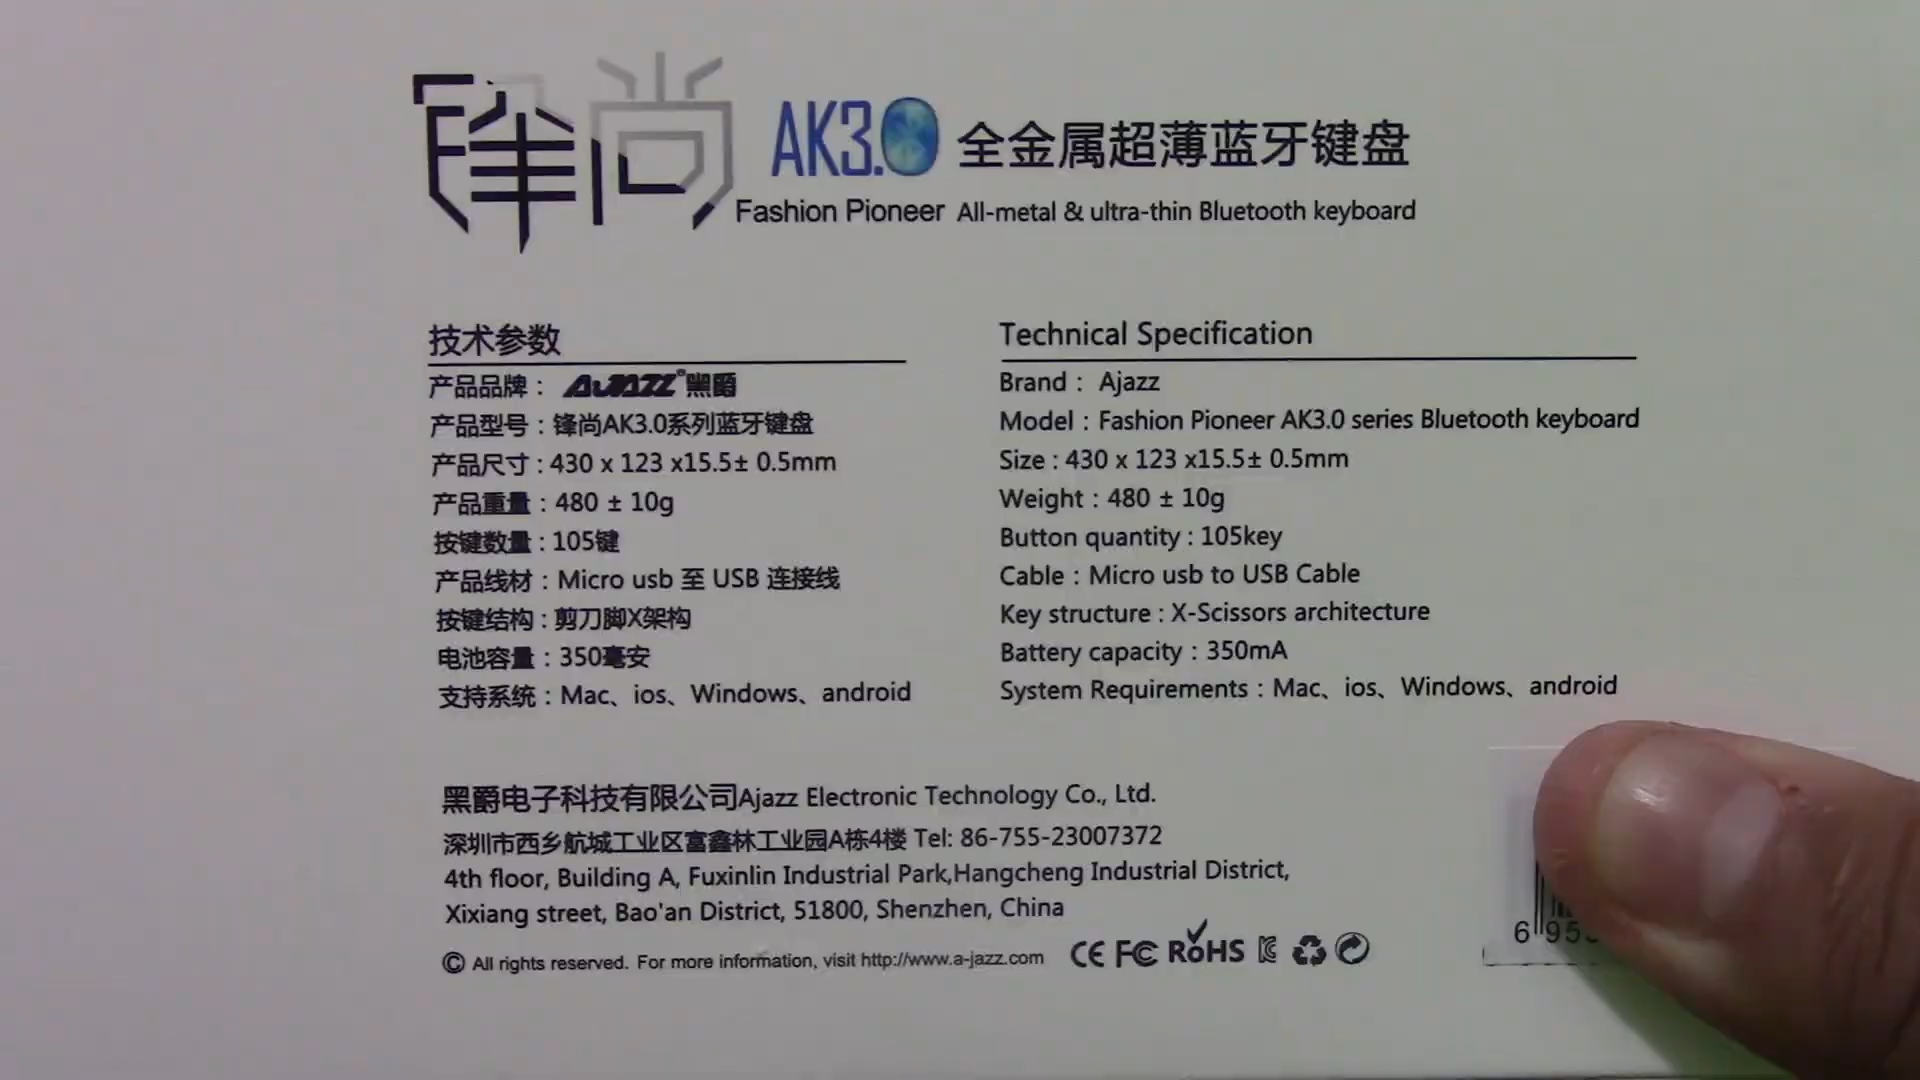 锋尚 AK3.0 全金属超薄蓝牙键盘
Fashion Pioneer All-metal & ultra-thin Bluetooth keyboard
技术参数
产品品牌： AJAZZ®黑爵
产品型号：锋尚AK3.0系列蓝牙键盘
产品尺寸 : 430 x 123 x15.5± 0.5mm
产品重量 : 480 ± 10g
按键数量 : 105键
产品线材：Micro usb 至 USB 连接线
按键结构 : 剪刀脚X架构
电池容量：350毫安
支持系统 : Mac、ios、Windows、android
Technical Specification
Brand： Ajazz
Model : Fashion Pioneer AK3.0 series Bluetooth keyboard
Size : 430 x 123 x15.5± 0.5mm
Weight : 480 ± 10g
Button quantity : 105key
Cable : Micro usb to USB Cable
Key structure : X-Scissors architecture
Battery capacity : 350mA
System Requirements : Mac、ios、Windows、android
黑爵电子科技有限公司Ajazz Electronic Technology Co., Ltd.
深圳市西乡航城工业区富鑫林工业园A栋4楼 Tel: 86-755-23007372
4th floor, Building A, Fuxinlin Industrial Park,Hangcheng Industrial District,
Xixiang street, Bao'an District, 51800, Shenzhen, China
© All rights reserved. For more information, visit http://www.a-jazz.com CE FC RoHS
6 955